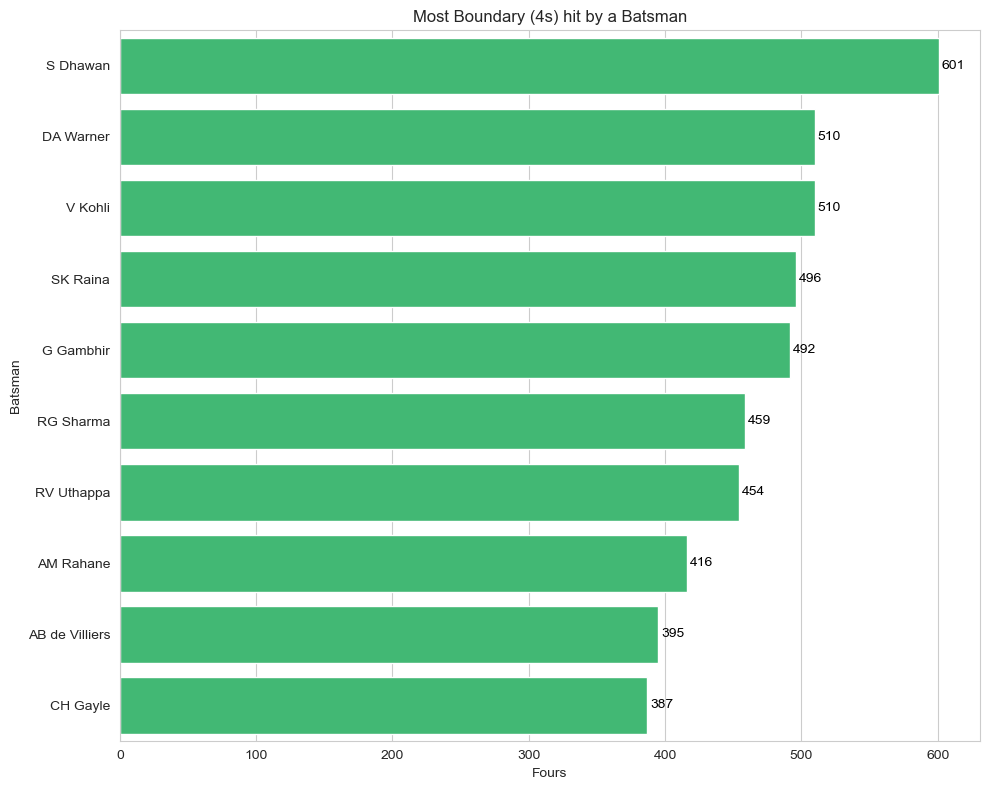 Most Boundary (4s) hit by a Batsman
S Dhawan 601
DA Warner 510
V Kohli 510
SK Raina 496
G Gambhir 492
RG Sharma 459
RV Uthappa 454
AM Rahane 416
AB de Villiers 395
CH Gayle 387
Batsman
0 100 200 300 400 500 600
Fours